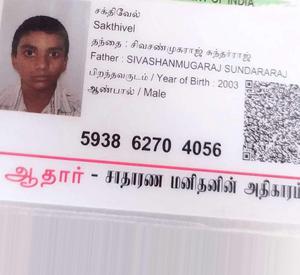 OF INDIA
சக்திவேல்
Sakthivel
தந்தை : சிவசண்முகராஜ் சுந்தர்ராஜ்
Father : SIVASHANMUGARAJ SUNDARARAJ
பிறந்தவருடம் / Year of Birth : 2003
ஆண்பால் / Male
5938 6270 4056
ஆதார் - சாதாரண மனிதனின் அதிகாரம்